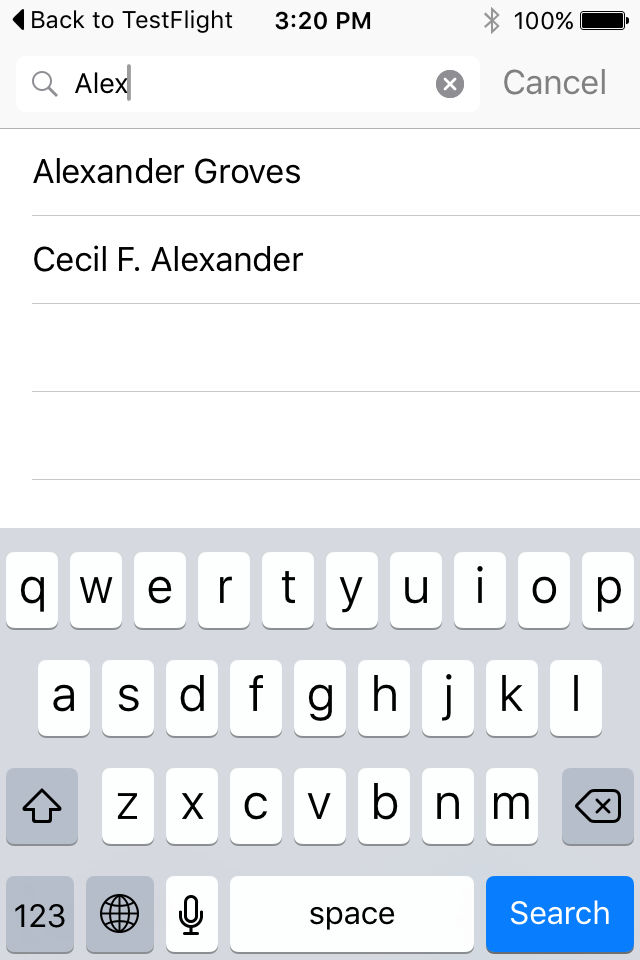 Back to TestFlight 3:20 PM 100%
Alex Cancel
Alexander Groves
Cecil F. Alexander
q w e r t y u i o p
a s d f g h j k l
z x c v b n m
123 space Search